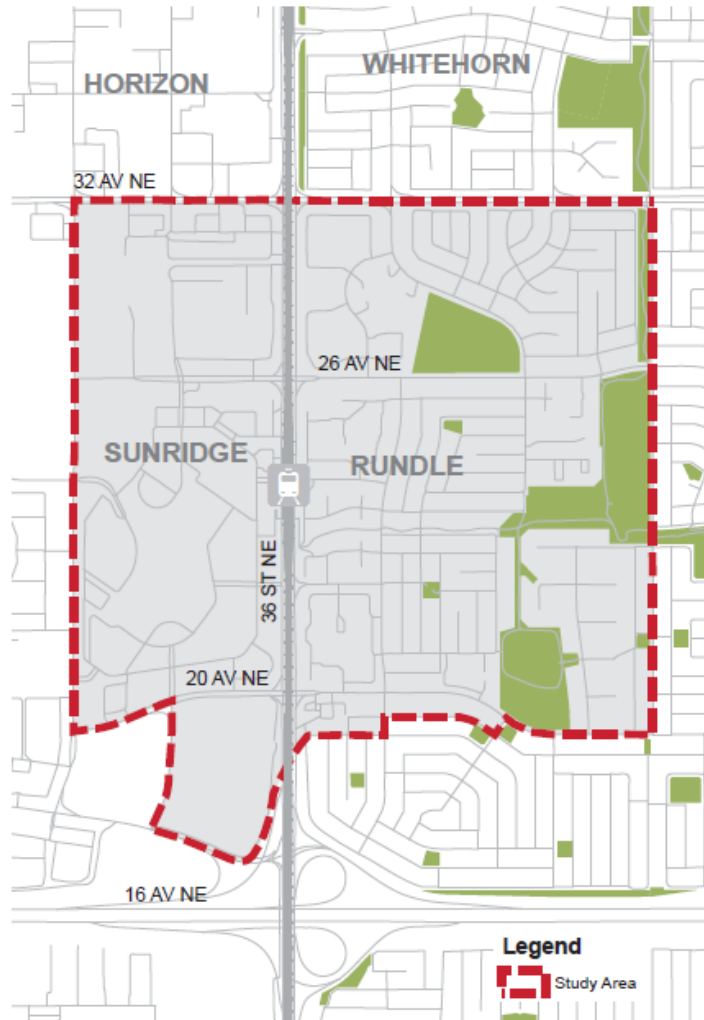 HORIZON
WHITEHORN
32 AV NE
26 AV NE
SUNRIDGE
RUNDLE
36 ST NE
20 AV NE
16 AV NE
Legend
Study Area